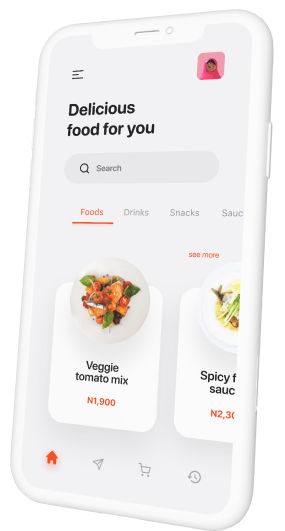 Delicious
food for you
Search
Foods Drinks Snacks Sauc
see more
Veggie
tomato mix
N1,900
Spicy f
sauc
N2,30